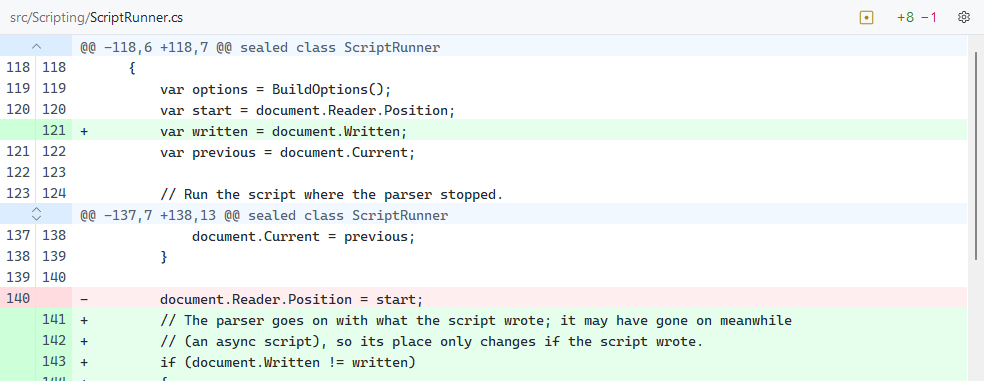 src/Scripting/ScriptRunner.cs +8 −1
@@ −118,6 +118,7 @@ sealed class ScriptRunner
118 118 {
119 119 var options = BuildOptions();
120 120 var start = document.Reader.Position;
121 + var written = document.Written;
121 122 var previous = document.Current;
122 123
123 124 // Run the script where the parser stopped.
@@ −137,7 +138,13 @@ sealed class ScriptRunner
137 138 document.Current = previous;
138 139 }
139 140
140 − document.Reader.Position = start;
141 + // The parser goes on with what the script wrote; it may have gone on meanwhile
142 + // (an async script), so its place only changes if the script wrote.
143 + if (document.Written != written)